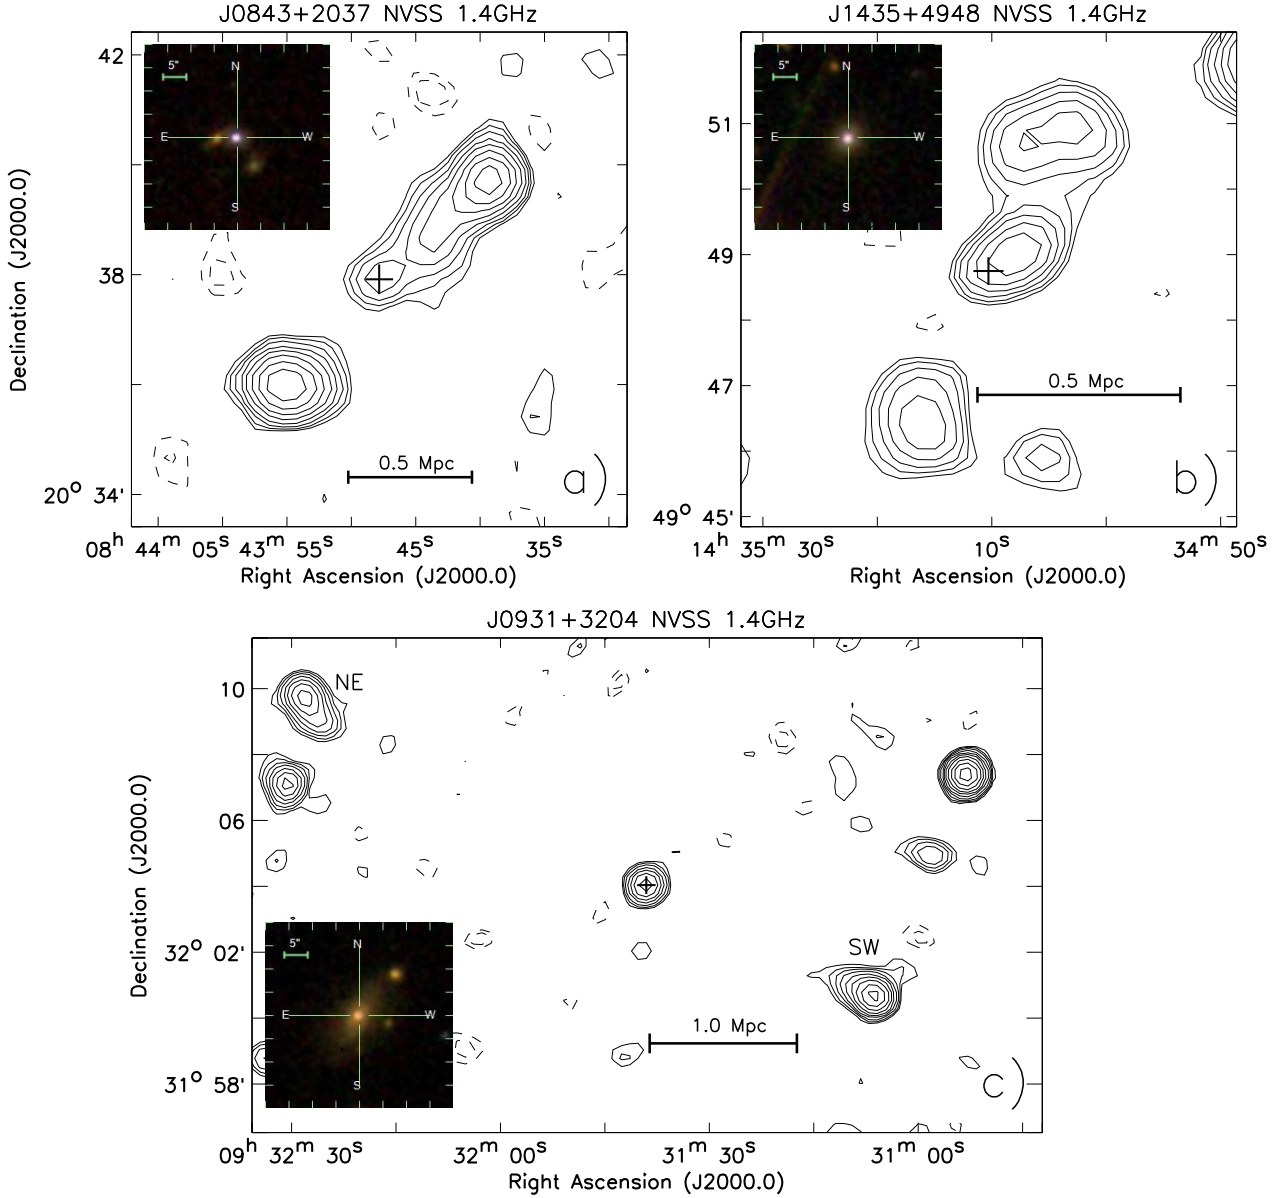 J0843+2037 NVSS 1.4GHz
42
41
40
38
20° 34'
5"
N
E
W
S
0.5 Mpc
a)
08ʰ 44ᵐ 05ˢ 43ᵐ 55ˢ 45ˢ 35ˢ
Right Ascension (J2000.0)
Declination (J2000.0)
J1435+4948 NVSS 1.4GHz
51
49
47
49° 45'
5"
N
E
W
S
0.5 Mpc
b)
14ʰ 35ᵐ 30ˢ 10ˢ 34ᵐ 50ˢ
Right Ascension (J2000.0)
Declination (J2000.0)
J0931+3204 NVSS 1.4GHz
10
06
32° 02'
31° 58'
NE
SW
5"
N
E
W
S
1.0 Mpc
c)
09ʰ 32ᵐ 30ˢ 32ᵐ 00ˢ 31ᵐ 30ˢ 31ᵐ 00ˢ
Right Ascension (J2000.0)